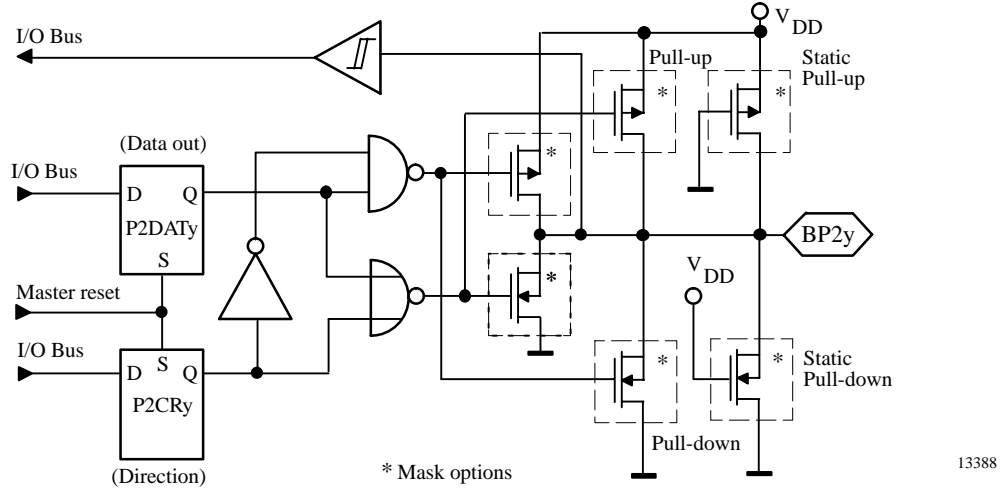 I/O Bus
V
DD
Pull-up
Static
Pull-up
*
*
(Data out)
*
I/O Bus
D
Q
P2DATy
S
BP2y
V
DD
*
Master reset
I/O Bus
S
D
Q
P2CRy
*
*
Static
Pull-down
Pull-down
(Direction)
* Mask options
13388